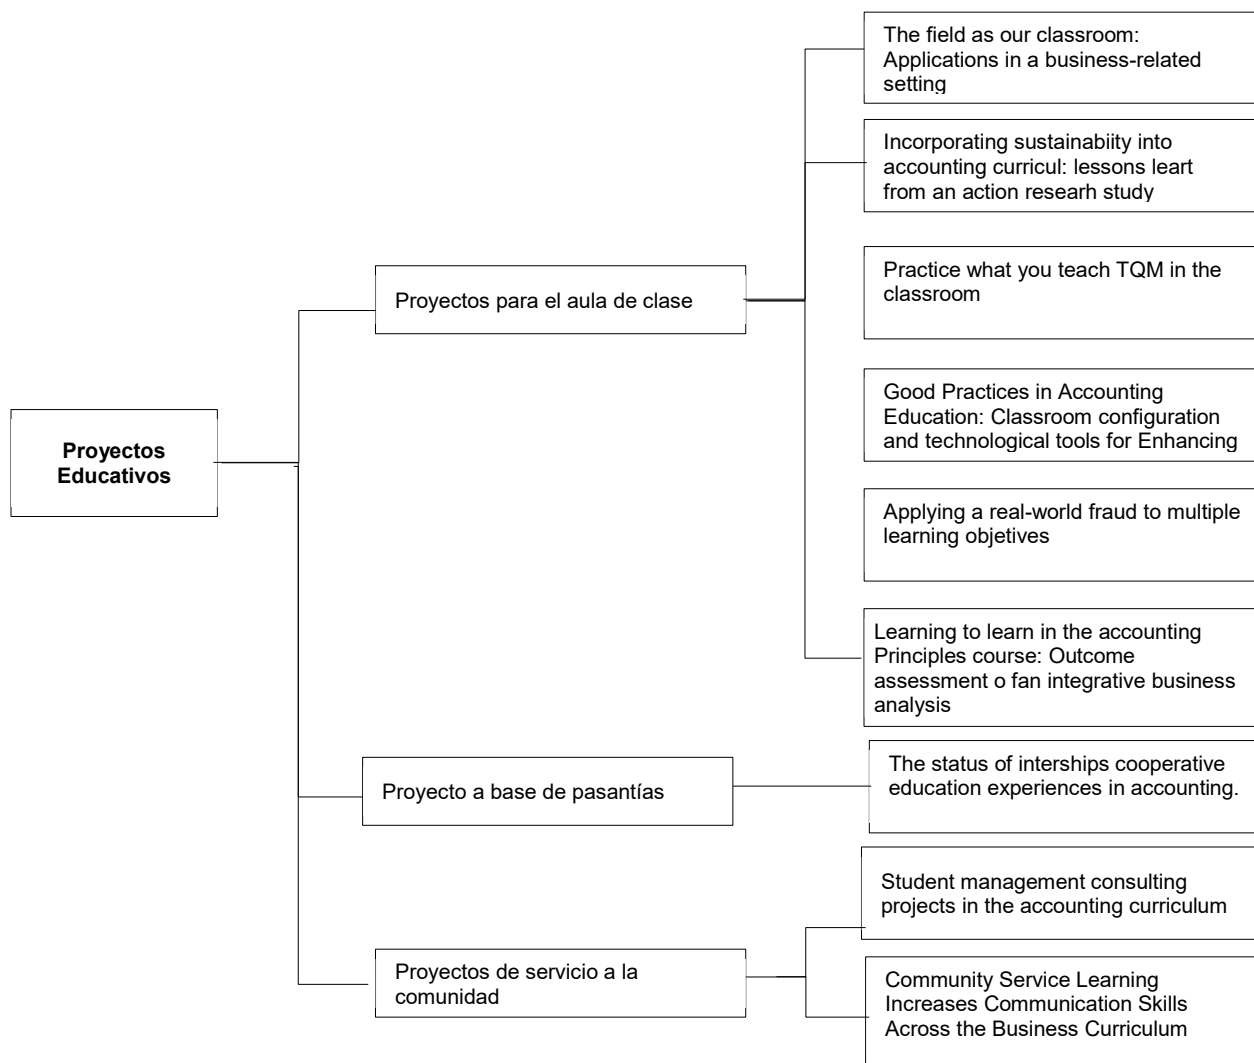 The field as our classroom:
Applications in a business-related
setting
Incorporating sustainabiity into
accounting curricul: lessons leart
from an action researh study
Practice what you teach TQM in the
classroom
Proyectos para el aula de clase
Good Practices in Accounting
Education: Classroom configuration
and technological tools for Enhancing
Proyectos
Educativos
Applying a real-world fraud to multiple
learning objetives
Learning to learn in the accounting
Principles course: Outcome
assessment o fan integrative business
analysis
Proyecto a base de pasantías
The status of interships cooperative
education experiences in accounting.
Student management consulting
projects in the accounting curriculum
Proyectos de servicio a la
comunidad
Community Service Learning
Increases Communication Skills
Across the Business Curriculum